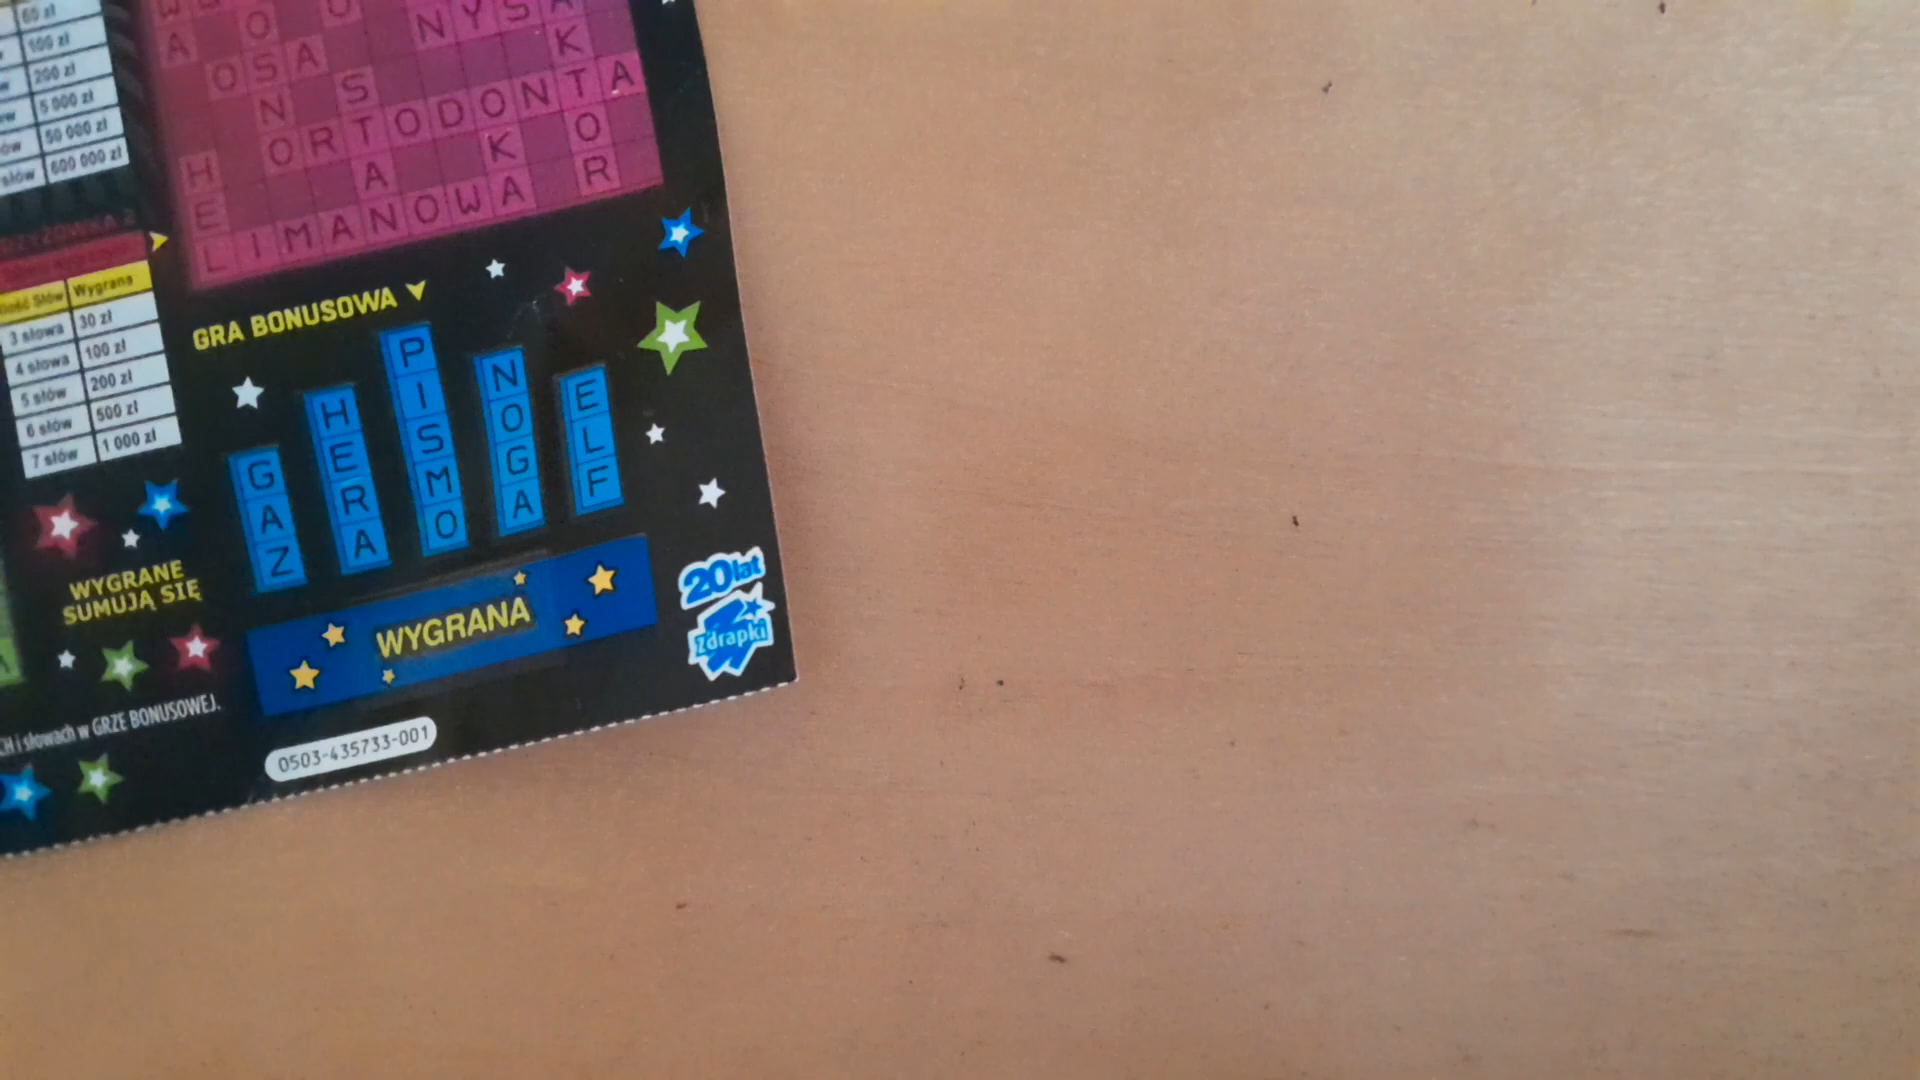 60 zł
100 zł
200 zł
5 000 zł
50 000 zł
słów 600 000 zł
NYSA
OSA
ORTODONTA
LIMANOWA
HEL
Ilość Słów Wygrana
3 słowa 30 zł
4 słowa 100 zł
5 słów 200 zł
6 słów 500 zł
7 słów 1 000 zł
GRA BONUSOWA
GAZ
HERA
PISMO
NOGA
ELF
WYGRANE
SUMUJĄ SIĘ
WYGRANA
20 lat
Zdrapki
i słowach w GRZE BONUSOWEJ.
0503-435733-001